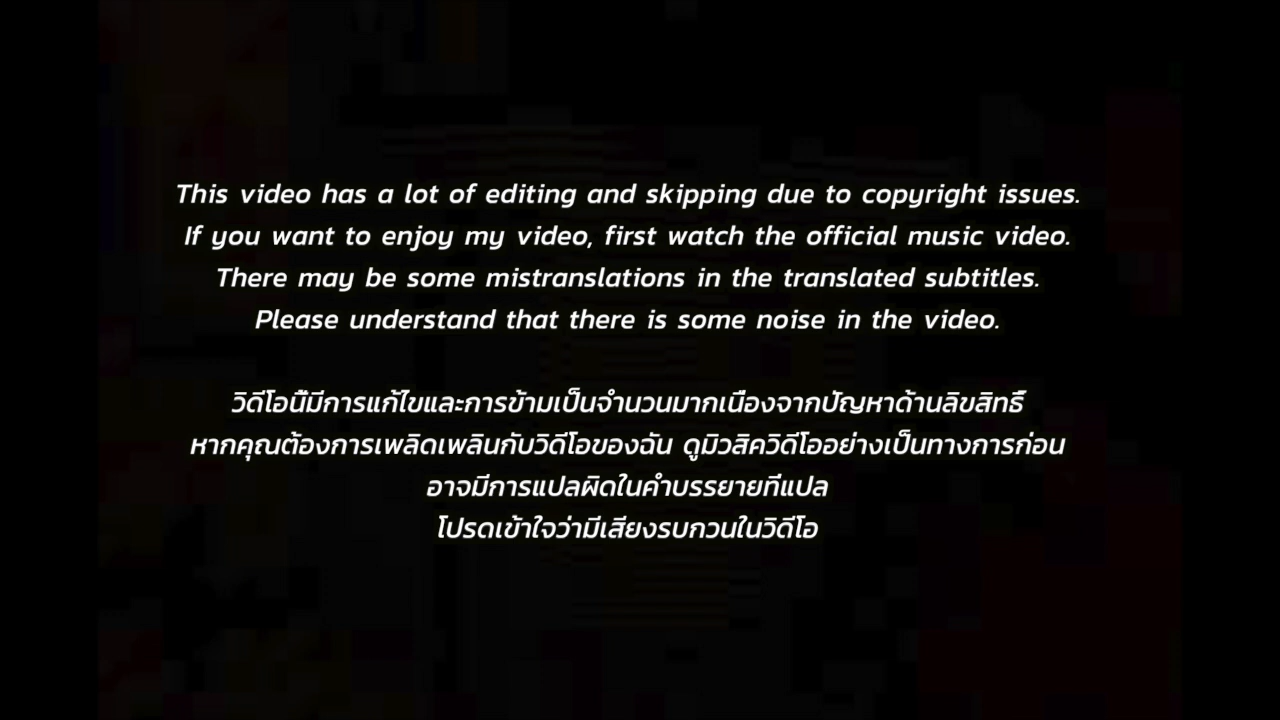 This video has a lot of editing and skipping due to copyright issues.
If you want to enjoy my video, first watch the official music video.
There may be some mistranslations in the translated subtitles.
Please understand that there is some noise in the video.
วิดีโอนี้มีการแก้ไขและการข้ามเป็นจำนวนมากเนื่องจากปัญหาด้านลิขสิทธิ์
หากคุณต้องการเพลิดเพลินกับวิดีโอของฉัน ดูมิวสิควิดีโออย่างเป็นทางการก่อน
อาจมีการแปลผิดในคำบรรยายที่แปล
โปรดเข้าใจว่ามีเสียงรบกวนในวิดีโอ